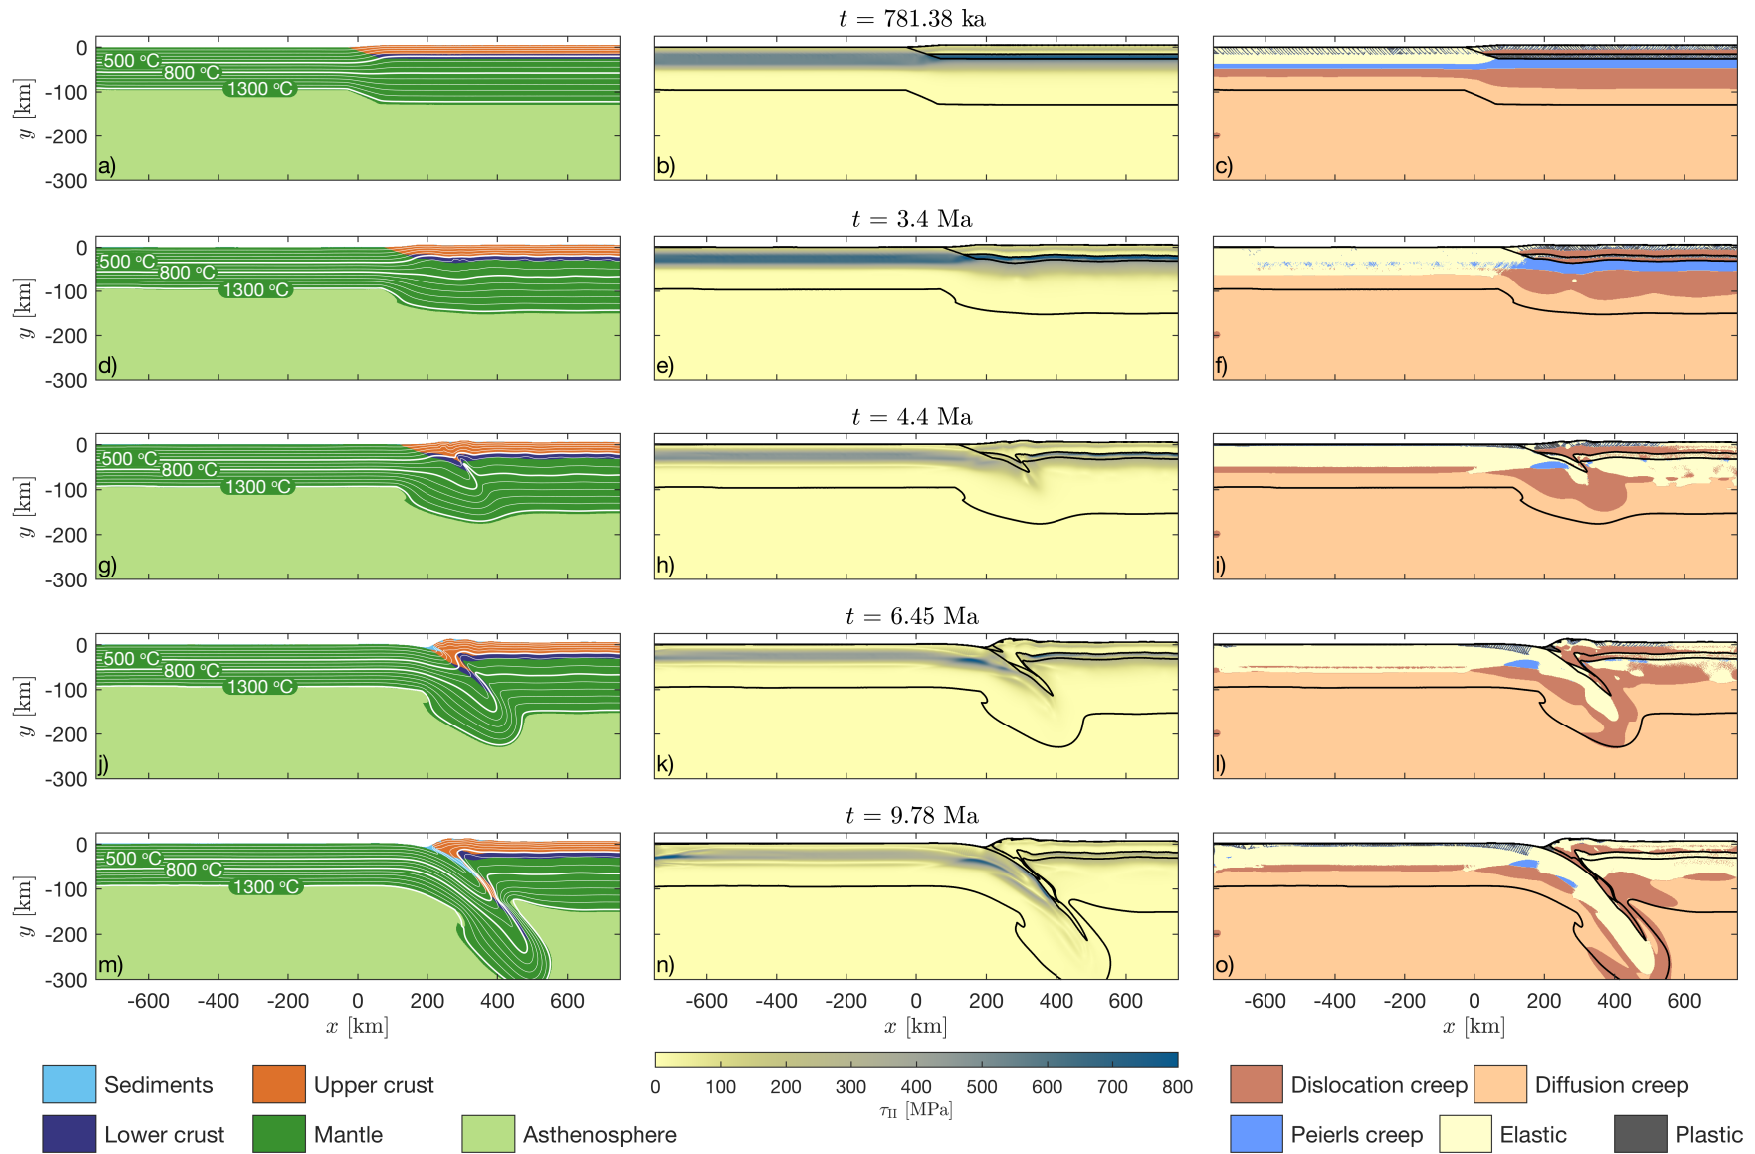 t = 781.38 ka
0
-100
-200
-300
y [km]
500 °C
800 °C
1300 °C
a)
b)
c)
t = 3.4 Ma
0
-100
-200
-300
y [km]
500 °C
800 °C
1300 °C
d)
e)
f)
t = 4.4 Ma
0
-100
-200
-300
y [km]
500 °C
800 °C
1300 °C
g)
h)
i)
t = 6.45 Ma
0
-100
-200
-300
y [km]
500 °C
800 °C
1300 °C
j)
k)
l)
t = 9.78 Ma
0
-100
-200
-300
y [km]
500 °C
800 °C
1300 °C
m)
n)
o)
-600 -400 -200 0 200 400 600
-600 -400 -200 0 200 400 600
-600 -400 -200 0 200 400 600
x [km]
x [km]
x [km]
Sediments Upper crust
Lower crust Mantle Asthenosphere
0 100 200 300 400 500 600 700 800
τII [MPa]
Dislocation creep Diffusion creep
Peierls creep Elastic Plastic